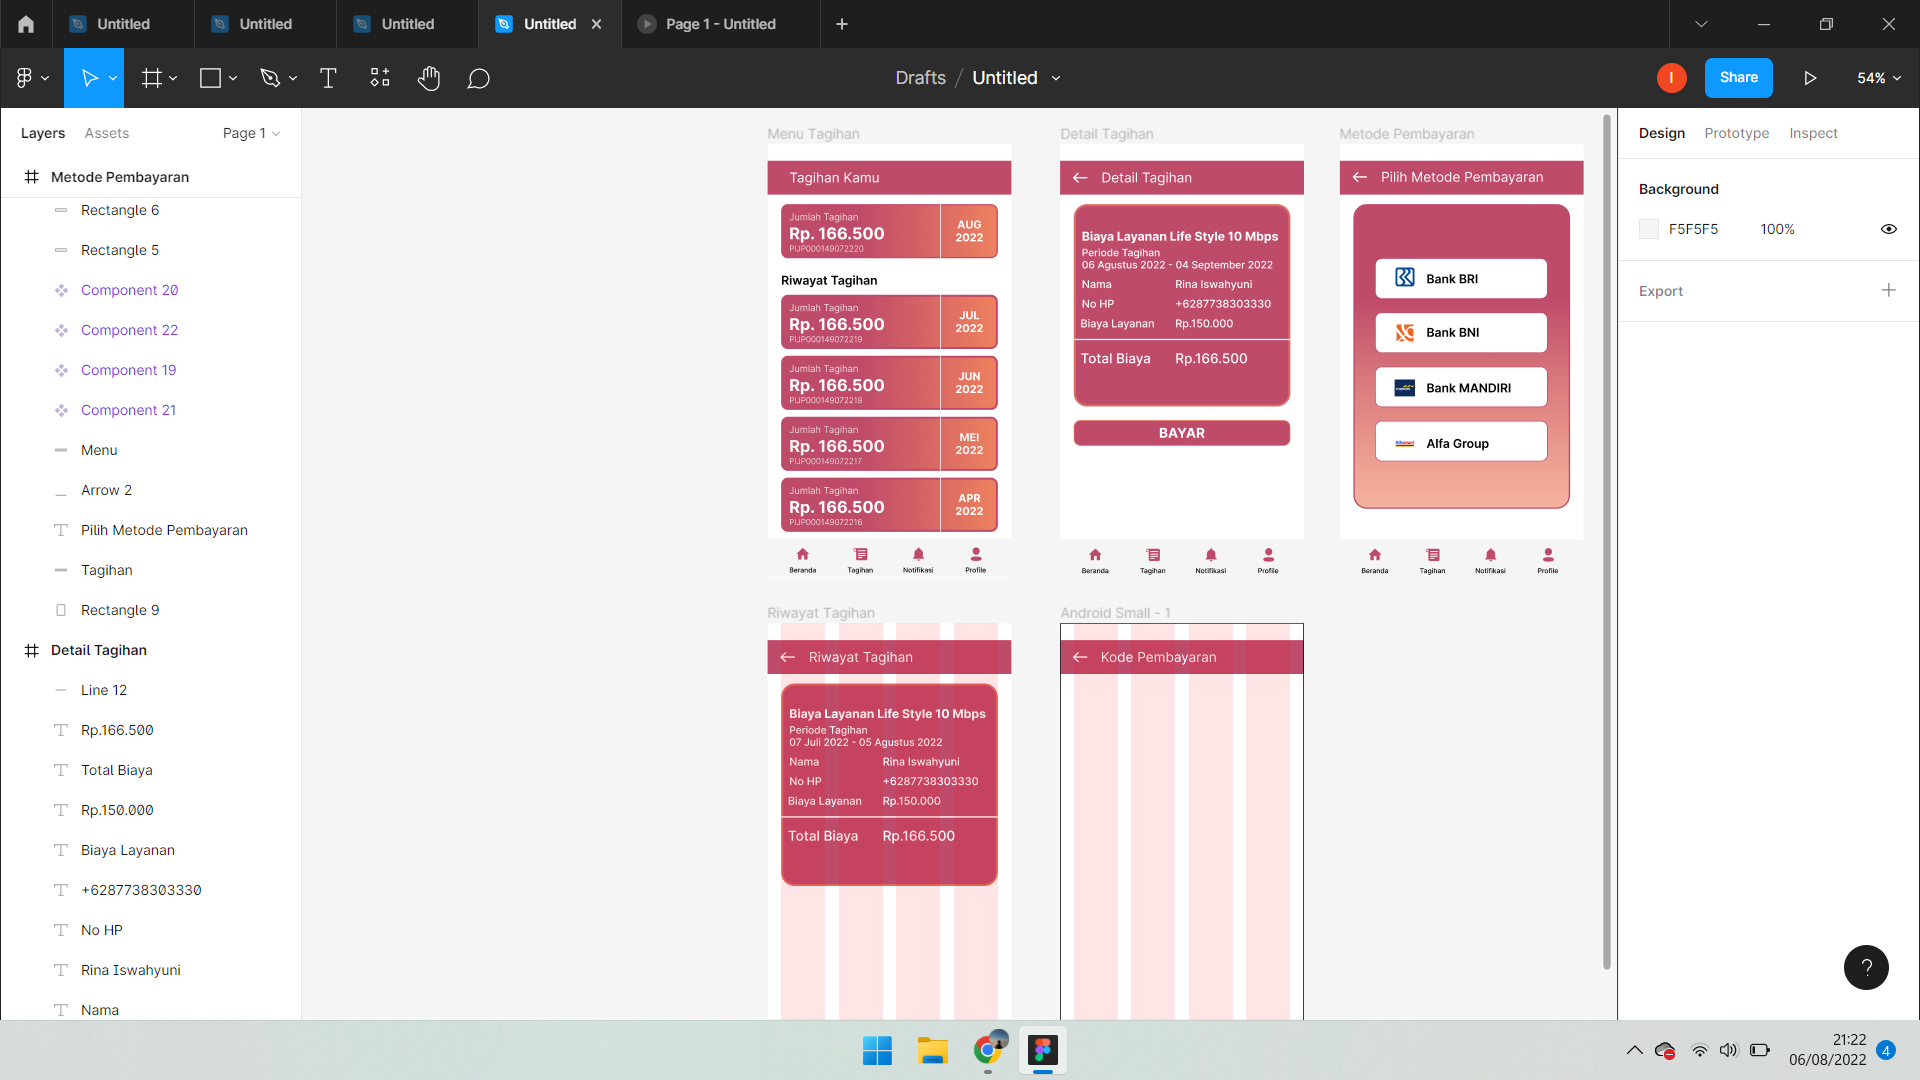 Untitled
Untitled
Untitled
Untitled
Page 1 - Untitled
Drafts / Untitled
I
Share
54%
Layers
Assets
Page 1
Metode Pembayaran
Rectangle 6
Rectangle 5
Component 20
Component 22
Component 19
Component 21
Menu
Arrow 2
Pilih Metode Pembayaran
Tagihan
Rectangle 9
Detail Tagihan
Line 12
Rp.166.500
Total Biaya
Rp.150.000
Biaya Layanan
+6287738303330
No HP
Rina Iswahyuni
Nama
Menu Tagihan
Tagihan Kamu
Jumlah Tagihan
Rp. 166.500
PIJP000149072220
AUG
2022
Riwayat Tagihan
Jumlah Tagihan
Rp. 166.500
PIJP000149072219
JUL
2022
Jumlah Tagihan
Rp. 166.500
PIJP000149072218
JUN
2022
Jumlah Tagihan
Rp. 166.500
PIJP000149072217
MEI
2022
Jumlah Tagihan
Rp. 166.500
PIJP000149072216
APR
2022
Beranda
Tagihan
Notifikasi
Profile
Detail Tagihan
Detail Tagihan
Biaya Layanan Life Style 10 Mbps
Periode Tagihan
06 Agustus 2022 - 04 September 2022
Nama Rina Iswahyuni
No HP +6287738303330
Biaya Layanan Rp.150.000
Total Biaya Rp.166.500
BAYAR
Beranda
Tagihan
Notifikasi
Profile
Metode Pembayaran
Pilih Metode Pembayaran
Bank BRI
Bank BNI
Bank MANDIRI
Alfa Group
Beranda
Tagihan
Notifikasi
Profile
Riwayat Tagihan
Riwayat Tagihan
Biaya Layanan Life Style 10 Mbps
Periode Tagihan
07 Juli 2022 - 05 Agustus 2022
Nama Rina Iswahyuni
No HP +6287738303330
Biaya Layanan Rp.150.000
Total Biaya Rp.166.500
Android Small - 1
Kode Pembayaran
Design
Prototype
Inspect
Background
F5F5F5
100%
Export
?
21:22
06/08/2022
4